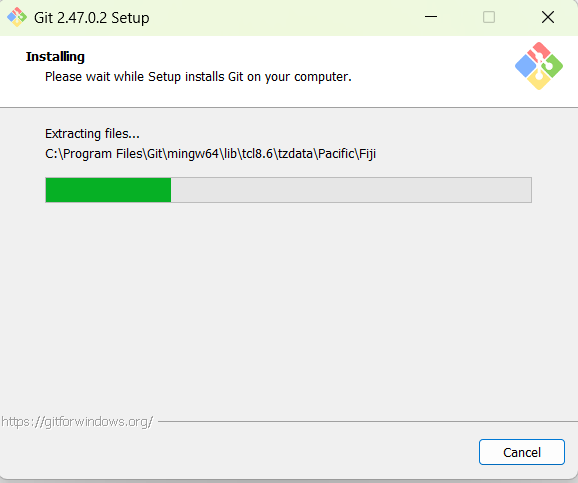 Git 2.47.0.2 Setup
Installing
Please wait while Setup installs Git on your computer.
Extracting files...
C:\Program Files\Git\mingw64\lib\tcl8.6\tzdata\Pacific\Fiji
https://gitforwindows.org/
Cancel